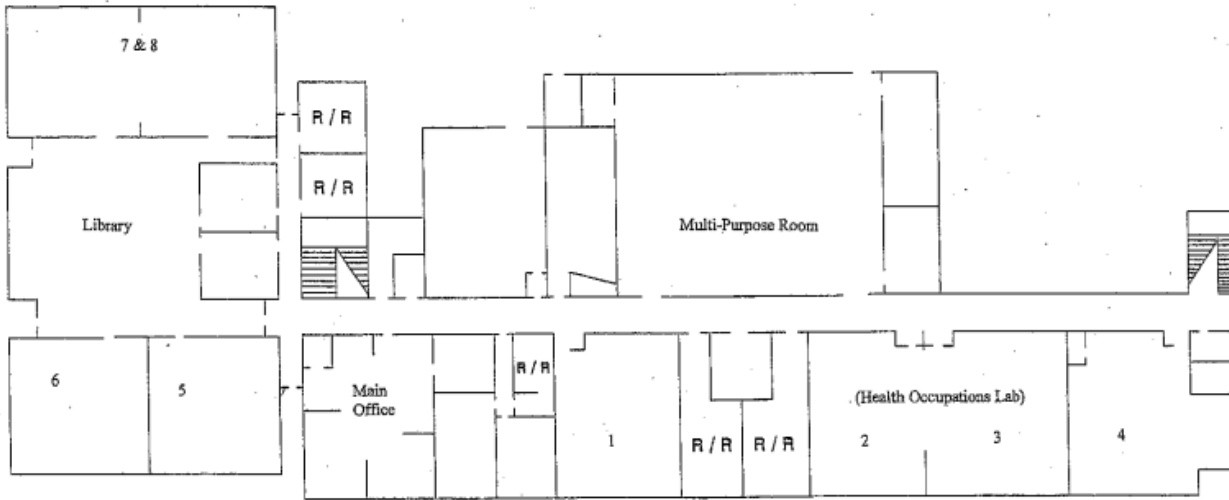 7 & 8
R / R
R / R
Library
Multi-Purpose Room
6
5
Main
Office
R / R
1
R / R
R / R
(Health Occupations Lab)
2
3
4